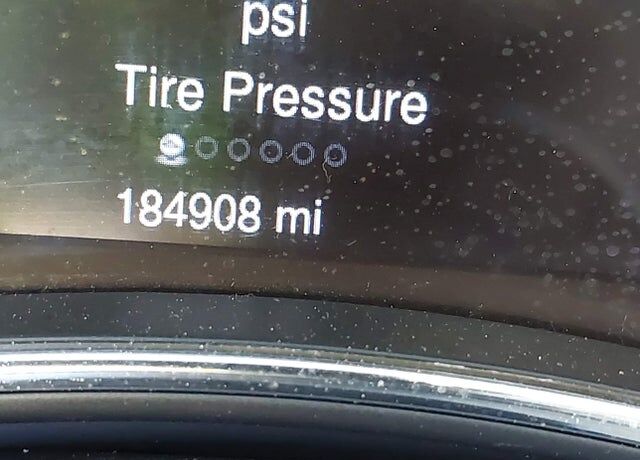 psi
Tire Pressure
184908 mi